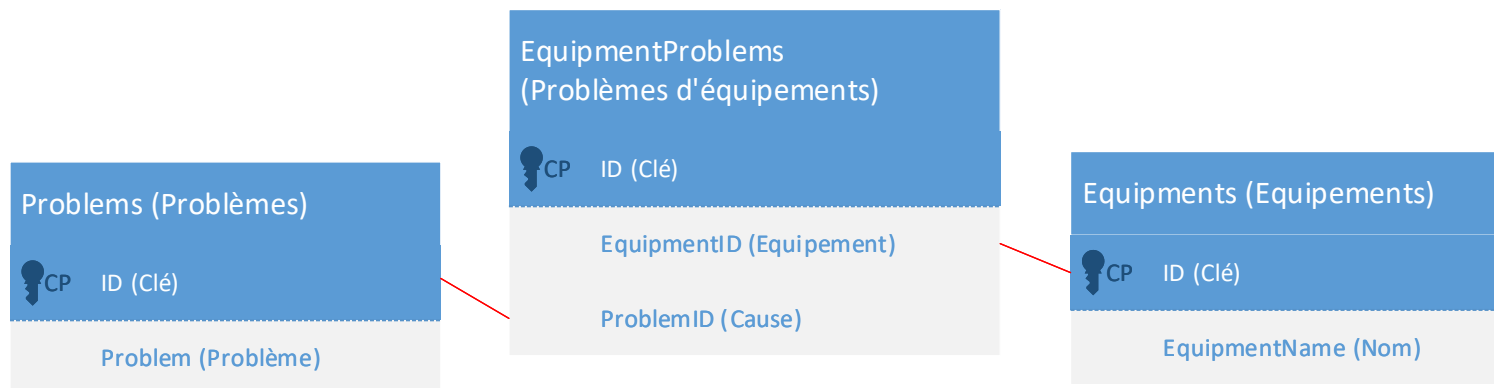 Problems (Problèmes)
CP ID (Clé)
Problem (Problème)
EquipmentProblems
(Problèmes d'équipements)
CP ID (Clé)
EquipmentID (Equipement)
ProblemID (Cause)
Equipments (Equipements)
CP ID (Clé)
EquipmentName (Nom)